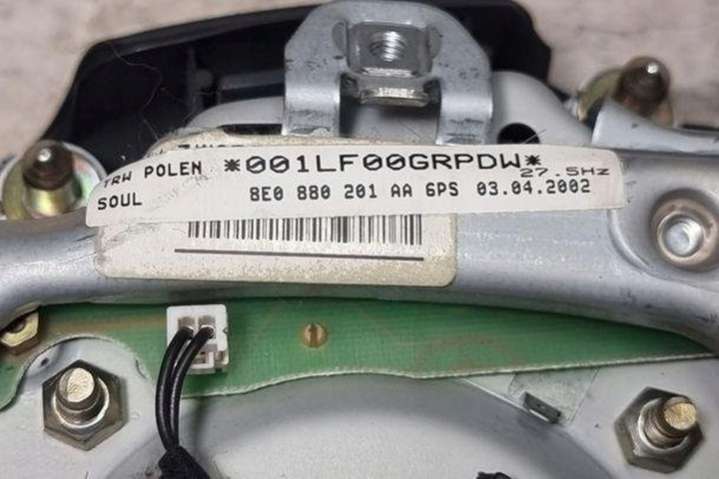 TRW POLEN *001LF00GRPDW*
27.5Hz
SOUL 8E0 880 201 AA 6PS 03.04.2002